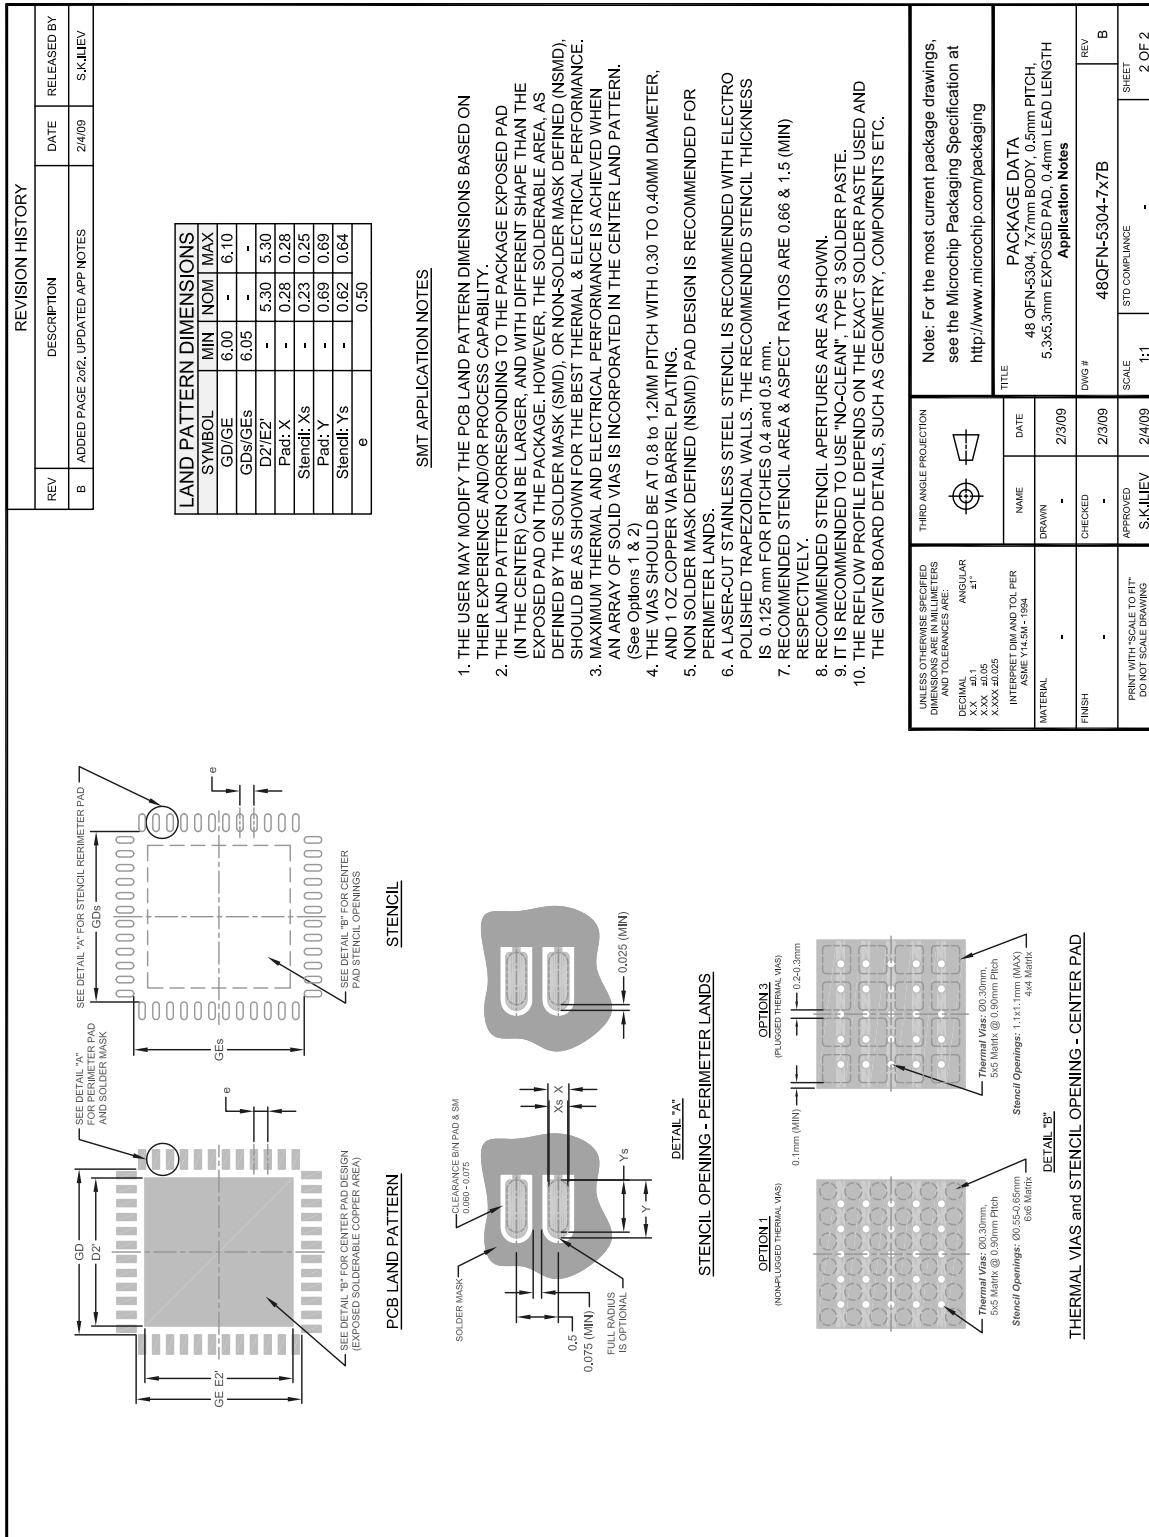 REVISION HISTORY
REV DESCRIPTION DATE RELEASED BY
B ADDED PAGE 2of2. UPDATED APP NOTES 2/4/09 S.K.ILIEV
SEE DETAIL "A"
FOR PERIMETER PAD
AND SOLDER MASK
GD
D2'
e
GE E2'
SEE DETAIL "B" FOR CENTER PAD DESIGN
(EXPOSED SOLDERABLE COPPER AREA)
PCB LAND PATTERN
SEE DETAIL "A" FOR STENCIL RERIMETER PAD
GDs
e
GEs
SEE DETAIL "B" FOR CENTER
PAD STENCIL OPENINGS
STENCIL
LAND PATTERN DIMENSIONS
SYMBOL MIN NOM MAX
GD/GE 6.00 - 6.10
GDs/GEs 6.05 - -
D2'/E2' - 5.30 5.30
Pad: X - 0.28 0.28
Stencil: Xs - 0.23 0.25
Pad: Y - 0.69 0.69
Stencil: Ys - 0.62 0.64
e 0.50
SOLDER MASK
CLEARANCE B/N PAD & SM
0.060 - 0.075
Xs X
0.5
0.075 (MIN)
FULL RADIUS
IS OPTIONAL
Y
Ys
0.025 (MIN)
DETAIL "A"
STENCIL OPENING - PERIMETER LANDS
OPTION 1
(NON-PLUGGED THERMAL VIAS)
Thermal Vias: Ø0.30mm,
5x5 Matrix @ 0.90mm Pitch
Stencil Openings: Ø0.55-0.65mm
6x6 Matrix
OPTION 3
(PLUGGED THERMAL VIAS)
0.1mm (MIN)
0.2-0.3mm
Thermal Vias: Ø0.30mm,
5x5 Matrix @ 0.90mm Pitch
Stencil Openings: 1.1x1.1mm (MAX)
4x4 Matrix
DETAIL "B"
THERMAL VIAS and STENCIL OPENING - CENTER PAD
SMT APPLICATION NOTES
1. THE USER MAY MODIFY THE PCB LAND PATTERN DIMENSIONS BASED ON
THEIR EXPERIENCE AND/OR PROCESS CAPABILITY.
2. THE LAND PATTERN CORRESPONDING TO THE PACKAGE EXPOSED PAD
(IN THE CENTER) CAN BE LARGER, AND WITH DIFFERENT SHAPE THAN THE
EXPOSED PAD ON THE PACKAGE. HOWEVER, THE SOLDERABLE AREA, AS
DEFINED BY THE SOLDER MASK (SMD), OR NON-SOLDER MASK DEFINED (NSMD),
SHOULD BE AS SHOWN FOR THE BEST THERMAL & ELECTRICAL PERFORMANCE.
3. MAXIMUM THERMAL AND ELECTRICAL PERFORMANCE IS ACHIEVED WHEN
AN ARRAY OF SOLID VIAS IS INCORPORATED IN THE CENTER LAND PATTERN.
(See Options 1 & 2)
4. THE VIAS SHOULD BE AT 0.8 to 1.2MM PITCH WITH 0.30 TO 0.40MM DIAMETER,
AND 1 OZ COPPER VIA BARREL PLATING.
5. NON SOLDER MASK DEFINED (NSMD) PAD DESIGN IS RECOMMENDED FOR
PERIMETER LANDS.
6. A LASER-CUT STAINLESS STEEL STENCIL IS RECOMMENDED WITH ELECTRO
POLISHED TRAPEZOIDAL WALLS. THE RECOMMENDED STENCIL THICKNESS
IS 0.125 mm FOR PITCHES 0.4 and 0.5 mm.
7. RECOMMENDED STENCIL AREA & ASPECT RATIOS ARE 0.66 & 1.5 (MIN)
RESPECTIVELY.
8. RECOMMENDED STENCIL APERTURES ARE AS SHOWN.
9. IT IS RECOMMENDED TO USE "NO-CLEAN", TYPE 3 SOLDER PASTE.
10. THE REFLOW PROFILE DEPENDS ON THE EXACT SOLDER PASTE USED AND
THE GIVEN BOARD DETAILS, SUCH AS GEOMETRY, COMPONENTS ETC.
UNLESS OTHERWISE SPECIFIED
DIMENSIONS ARE IN MILLIMETERS
AND TOLERANCES ARE:
DECIMAL ANGULAR
X.X ±0.1 ±1°
X.XX ±0.05
X.XXX ±0.025
INTERPRET DIM AND TOL PER
ASME Y14.5M - 1994
MATERIAL
-
FINISH
-
PRINT WITH "SCALE TO FIT"
DO NOT SCALE DRAWING
THIRD ANGLE PROJECTION
NAME DATE
DRAWN
- 2/3/09
CHECKED
- 2/3/09
APPROVED
S.K.ILIEV 2/4/09
Note: For the most current package drawings,
see the Microchip Packaging Specification at
http://www.microchip.com/packaging
TITLE
PACKAGE DATA
48 QFN-5304, 7x7mm BODY, 0.5mm PITCH,
5.3x5.3mm EXPOSED PAD, 0.4mm LEAD LENGTH
Application Notes
DWG # REV
48QFN-5304-7x7B B
SCALE STD COMPLIANCE SHEET
1:1 - 2 OF 2